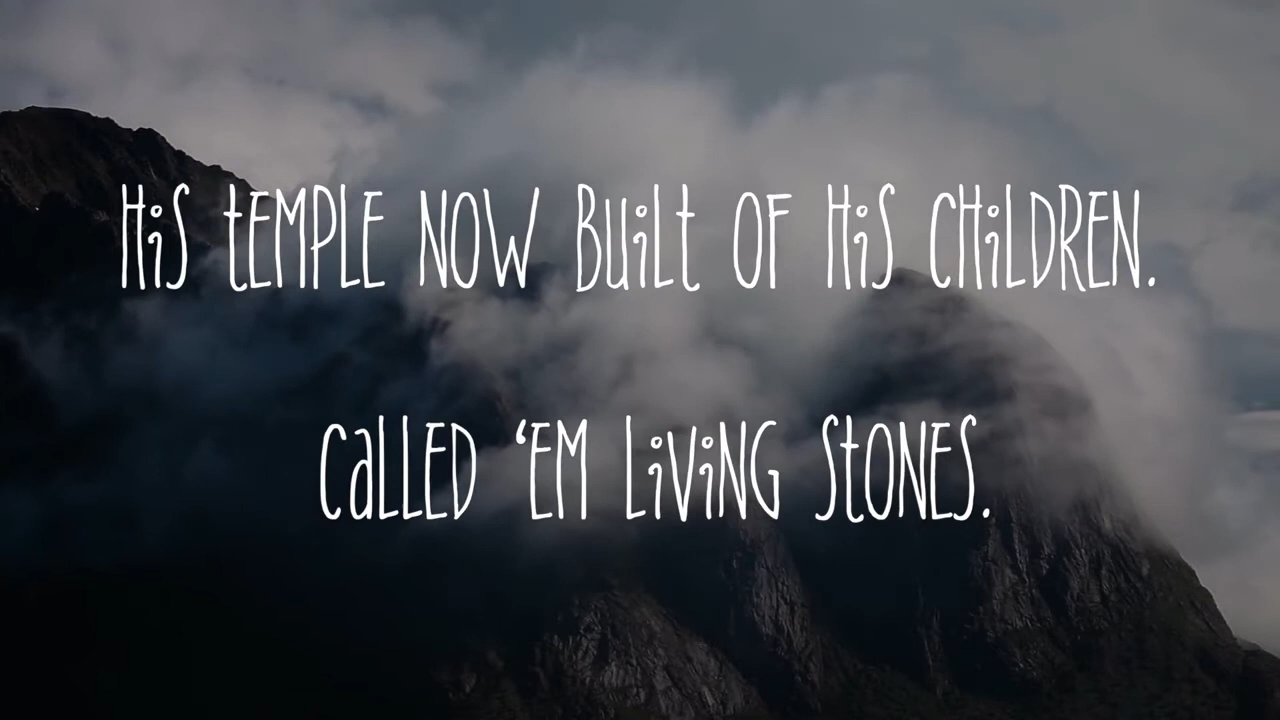 His tEMPLE NOW BUiLt OF His CHiLDREN.
CaLLED ‘EM LiViNG StONES.